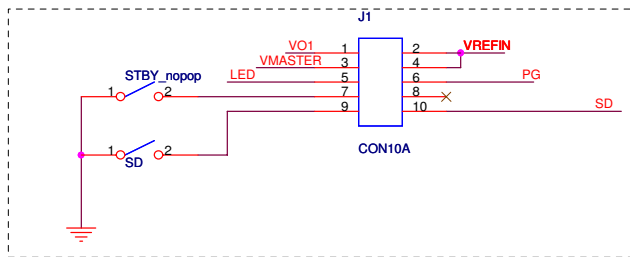 J1
VO1 1 2 VREFIN
VMASTER 3 4
LED 5 6 PG
STBY_nopop
1 2 7 8
9 10 SD
1 2
SD
CON10A